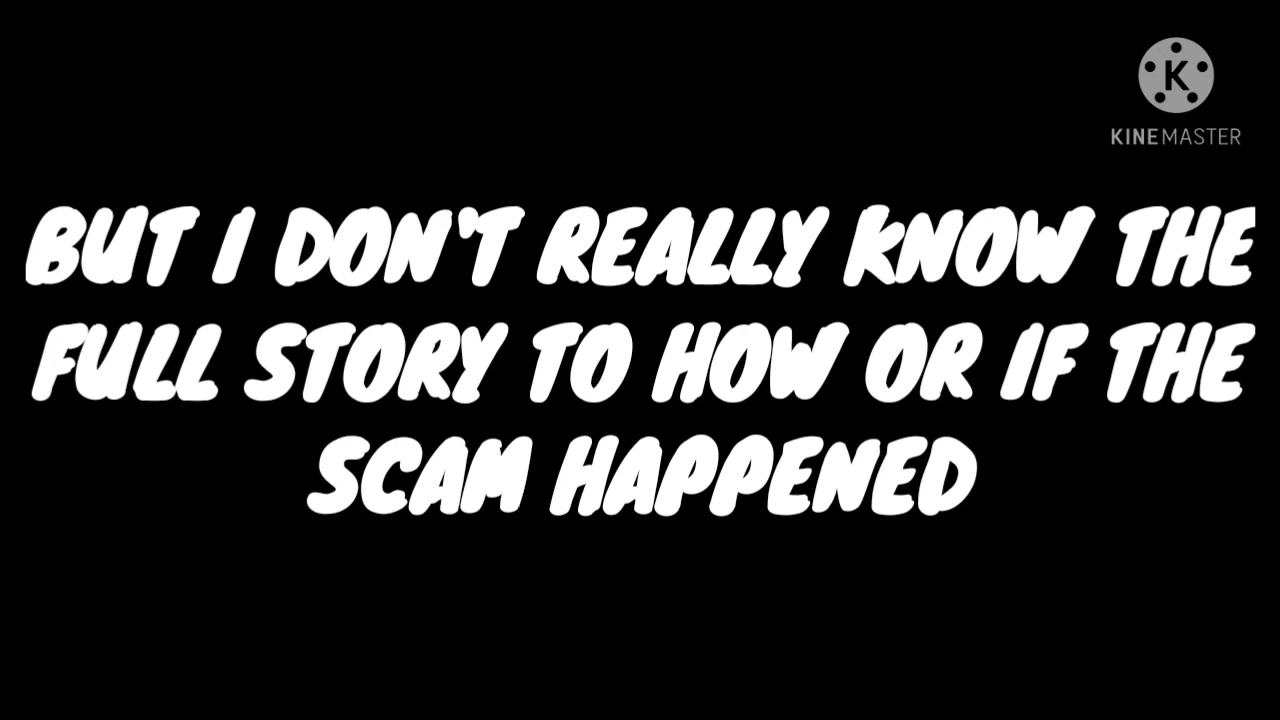 K
KINEMASTER
BUT I DON'T REALLY KNOW THE
FULL STORY TO HOW OR IF THE
SCAM HAPPENED